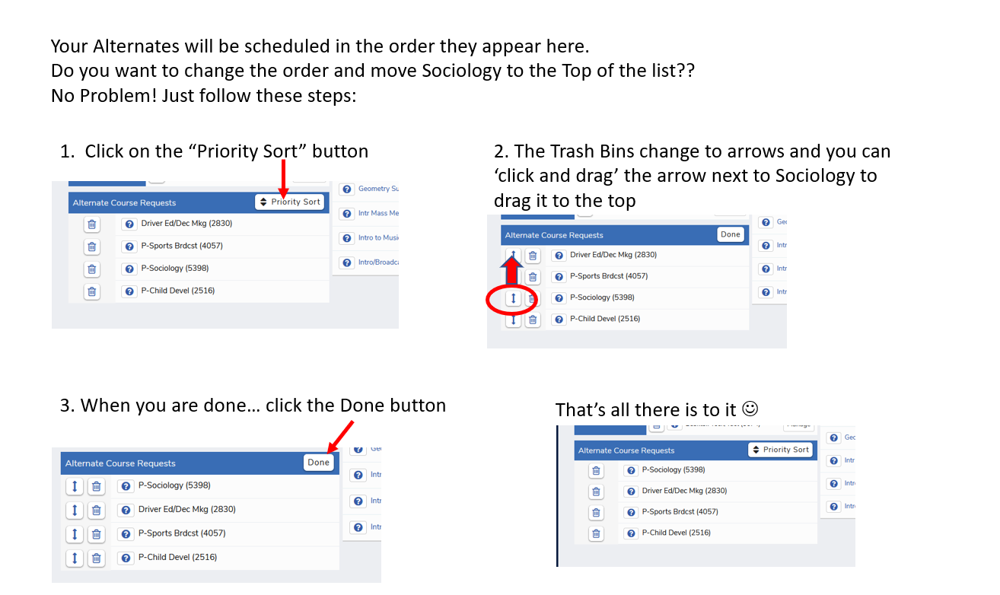 Your Alternates will be scheduled in the order they appear here.
Do you want to change the order and move Sociology to the Top of the list??
No Problem! Just follow these steps:
1. Click on the “Priority Sort” button
Alternate Course Requests
Priority Sort
Driver Ed/Dec Mkg (2830)
P-Sports Brdcst (4057)
P-Sociology (5398)
P-Child Devel (2516)
Geometry Su
Intr Mass Me
Intro to Musi
Intro/Broadca
2. The Trash Bins change to arrows and you can
‘click and drag’ the arrow next to Sociology to
drag it to the top
Alternate Course Requests
Done
Driver Ed/Dec Mkg (2830)
P-Sports Brdcst (4057)
P-Sociology (5398)
P-Child Devel (2516)
Geo
Intr
Intr
Intr
3. When you are done... click the Done button
Alternate Course Requests
Done
P-Sociology (5398)
Driver Ed/Dec Mkg (2830)
P-Sports Brdcst (4057)
P-Child Devel (2516)
Intr
Intr
Intr
That’s all there is to it ☺
Manage
Alternate Course Requests
Priority Sort
P-Sociology (5398)
Driver Ed/Dec Mkg (2830)
P-Sports Brdcst (4057)
P-Child Devel (2516)
Geo
Intr
Intro
Intro